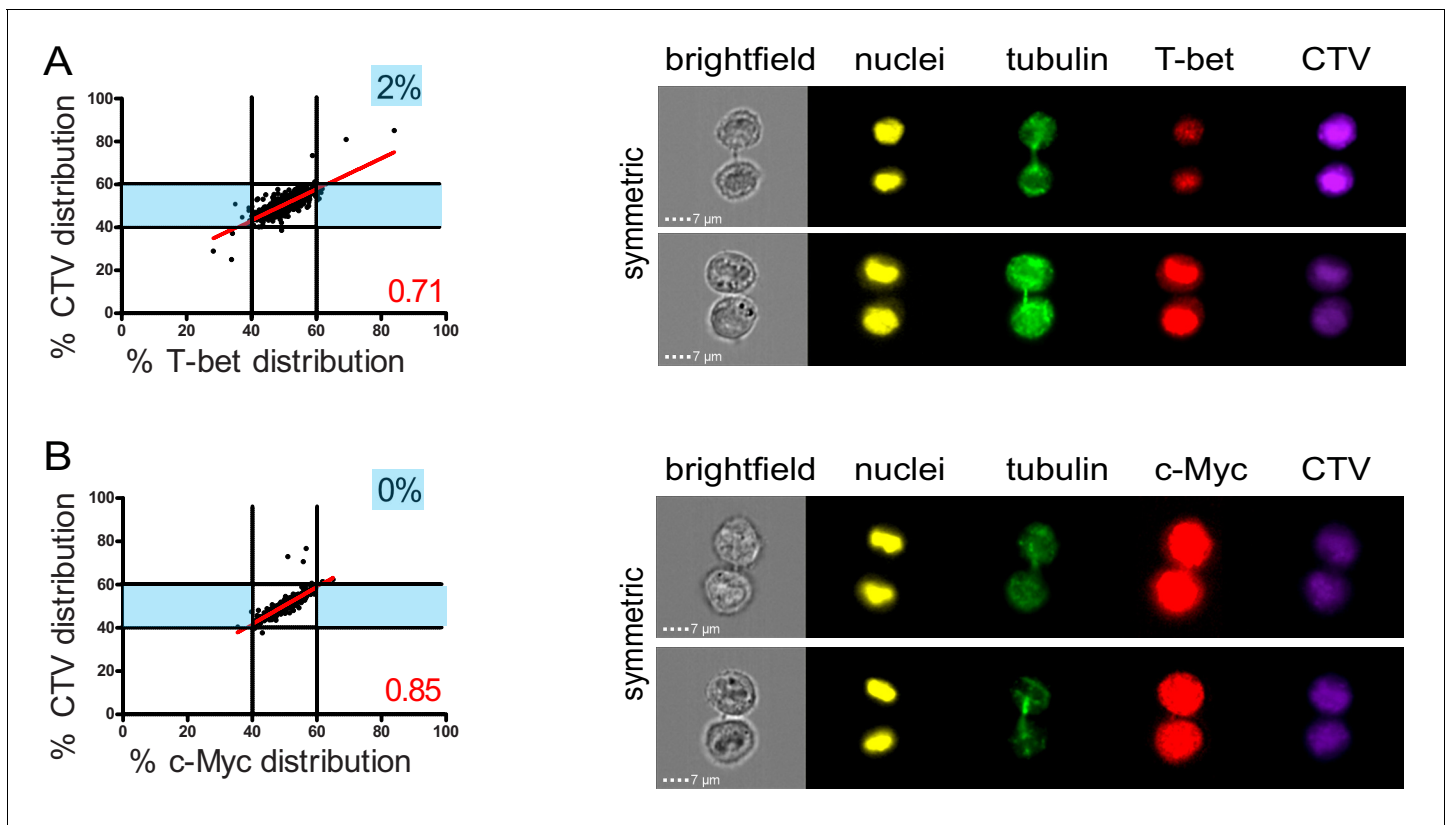 A
2%
100
80
60
40
20
0
% CTV distribution
0.71
0 20 40 60 80 100
% T-bet distribution
brightfield nuclei tubulin T-bet CTV
symmetric
7 µm
7 µm
B
0%
100
80
60
40
20
0
% CTV distribution
0.85
0 20 40 60 80 100
% c-Myc distribution
brightfield nuclei tubulin c-Myc CTV
symmetric
7 µm
7 µm